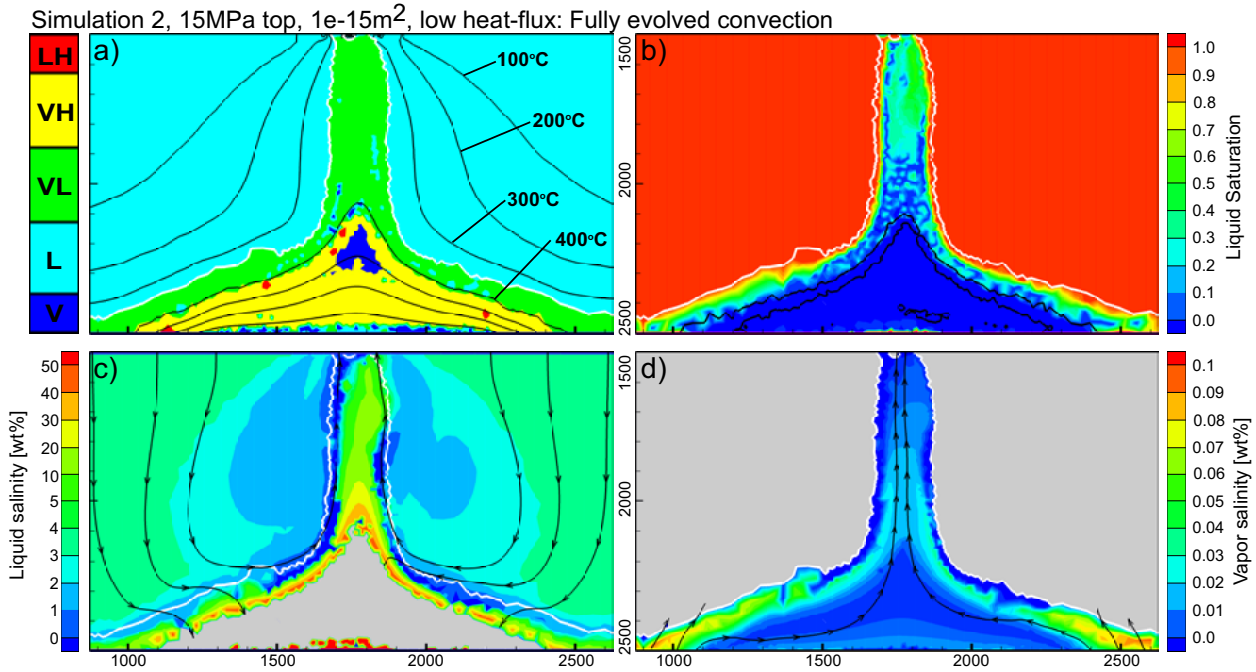 Simulation 2, 15MPa top, 1e-15m2, low heat-flux: Fully evolved convection
a)
LH
VH
VL
L
V
100°C
200°C
300°C
400°C
b)
1500
2000
2500
1.0
0.9
0.8
0.7
0.6
0.5
0.4
0.3
0.2
0.1
0.0
Liquid Saturation
c)
Liquid salinity [wt%]
50
40
30
20
10
5
4
3
2
1
0
1000
1500
2000
2500
d)
1500
2000
2500
1000
1500
2000
2500
0.1
0.09
0.08
0.07
0.06
0.05
0.04
0.03
0.02
0.01
0.0
Vapor salinity [wt%]